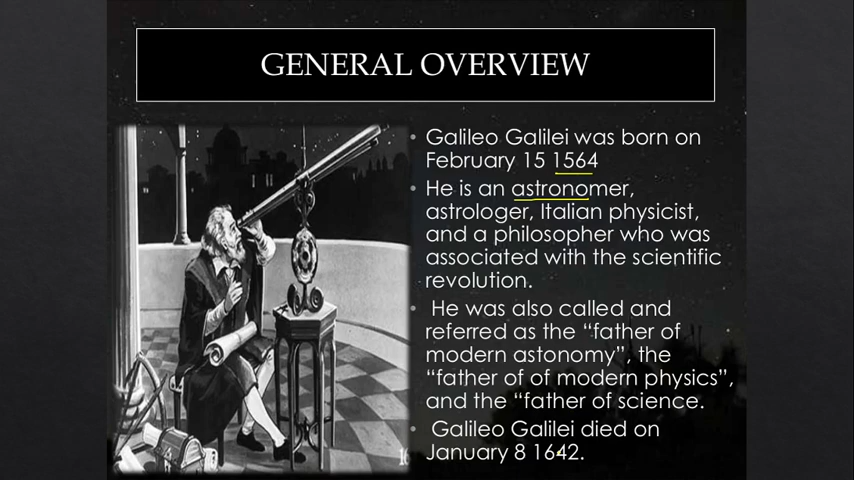 GENERAL OVERVIEW
Galileo Galilei was born on
February 15 1564
He is an astronomer,
astrologer, Italian physicist,
and a philosopher who was
associated with the scientific
revolution.
He was also called and
referred as the “father of
modern astonomy”, the
“father of of modern physics”,
and the “father of science.
Galileo Galilei died on
January 8 1642.